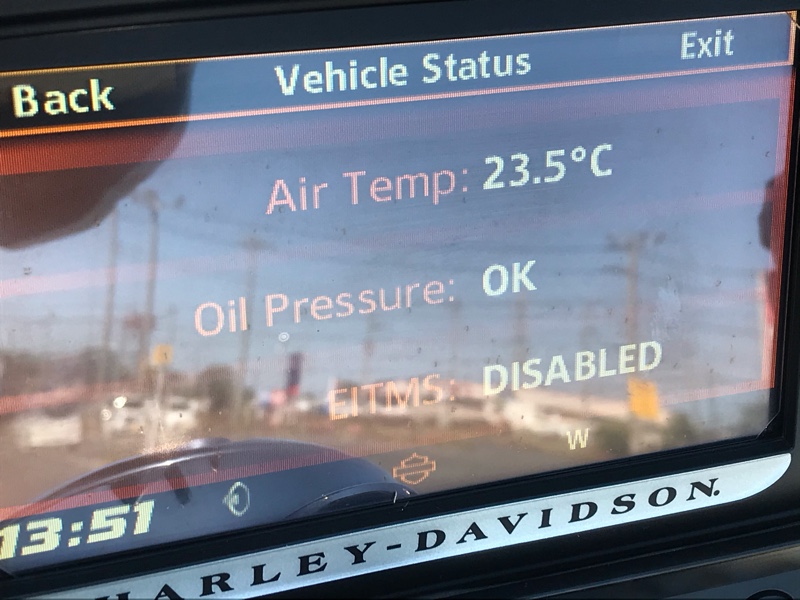 Back Vehicle Status Exit
Air Temp: 23.5°C
Oil Pressure: OK
EITMS: DISABLED
W
13:51
HARLEY-DAVIDSON.